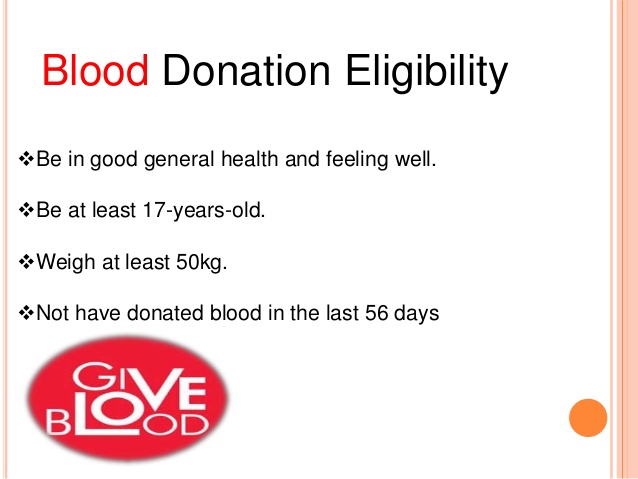 Blood Donation Eligibility
❖Be in good general health and feeling well.
❖Be at least 17-years-old.
❖Weigh at least 50kg.
❖Not have donated blood in the last 56 days
GIVE
BLOOD